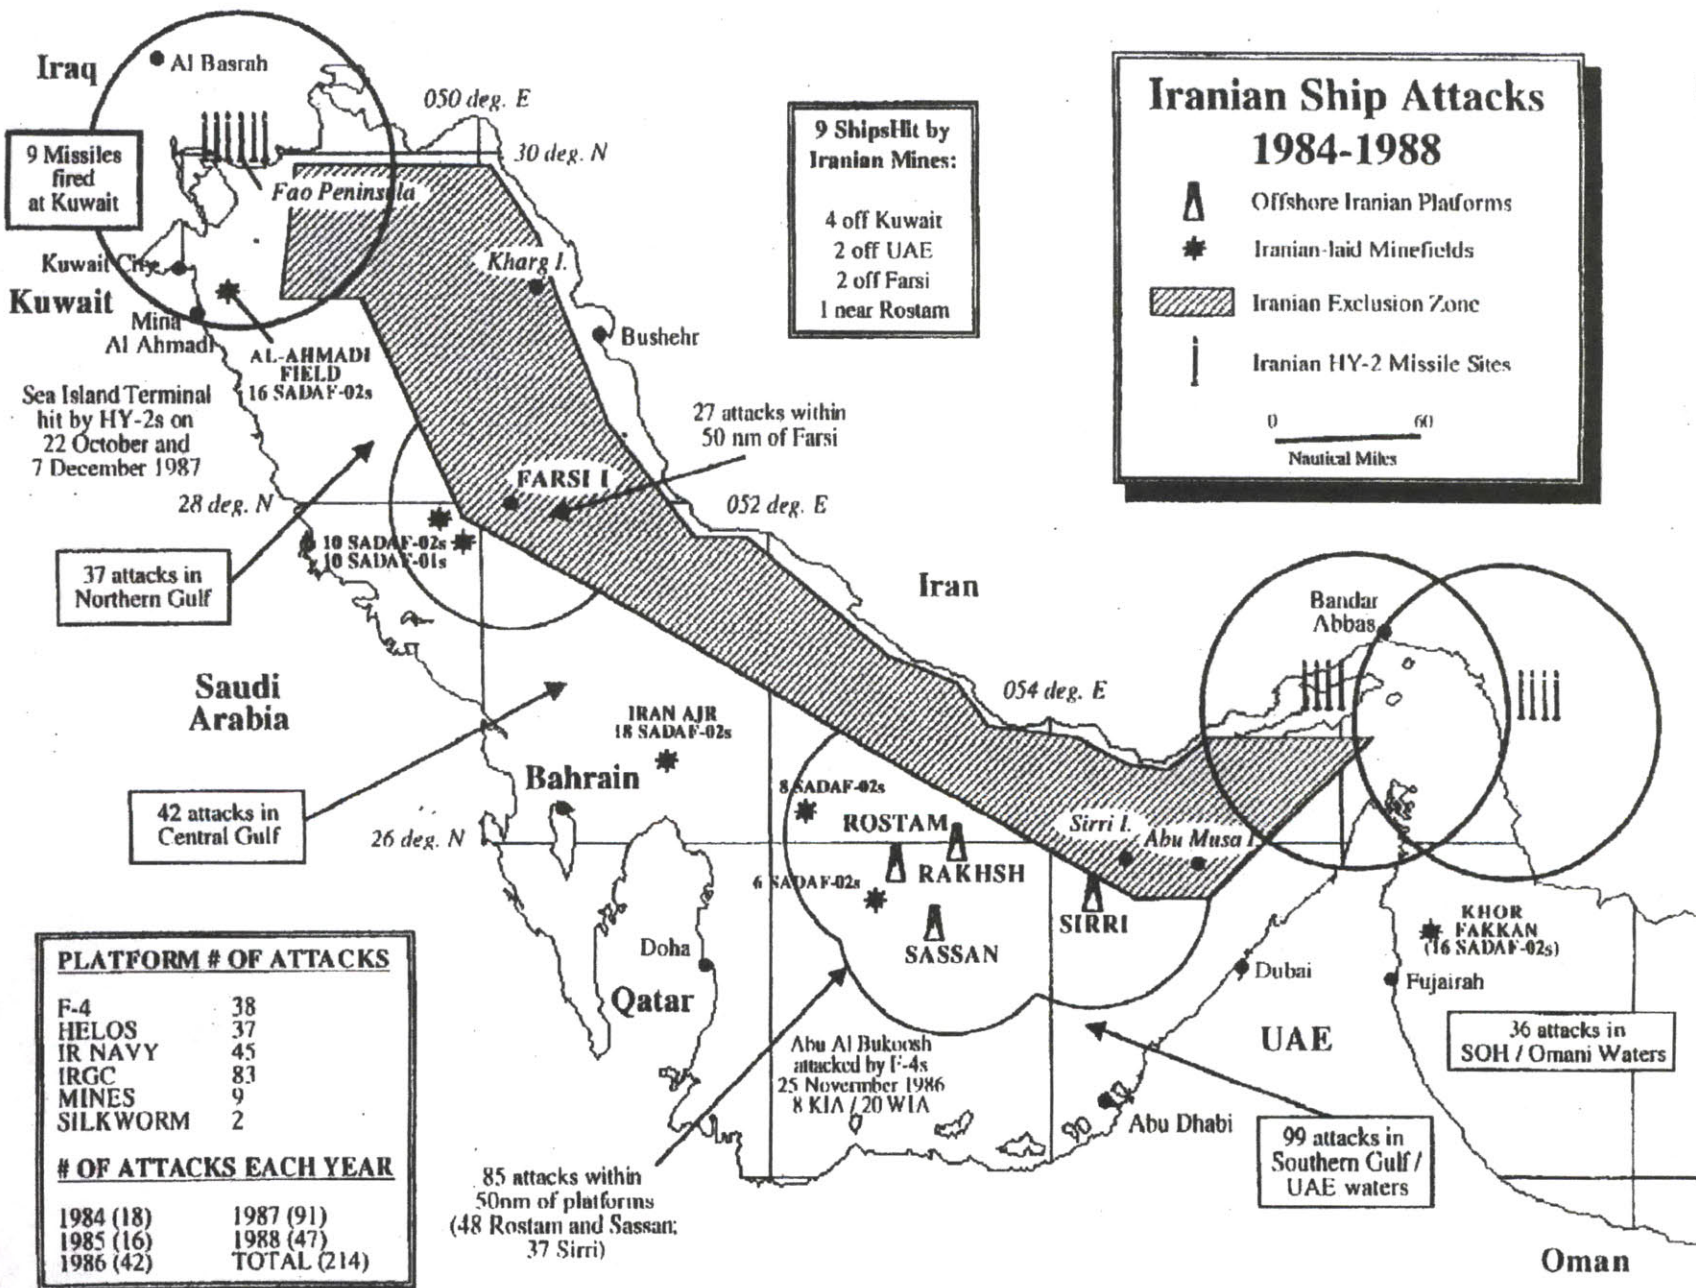 Iraq
Al Basrah
050 deg. E
30 deg. N
9 Missiles
fired
at Kuwait
Fao Peninsula
Kharg I.
Kuwait City
Kuwait
Mina
Al Ahmadi
Bushehr
AL-AHMADI
FIELD
16 SADAF-02s
Sea Island Terminal
hit by HY-2s on
22 October and
7 December 1987
9 ShipsHit by
Iranian Mines:
4 off Kuwait
2 off UAE
2 off Farsi
1 near Rostam
Iranian Ship Attacks
1984-1988
Offshore Iranian Platforms
Iranian-laid Minefields
Iranian Exclusion Zone
Iranian HY-2 Missile Sites
0 60
Nautical Miles
27 attacks within
50 nm of Farsi
FARSI I
28 deg. N
052 deg. E
10 SADAF-02s
10 SADAF-01s
37 attacks in
Northern Gulf
Iran
Bandar
Abbas
Saudi
Arabia
054 deg. E
IRAN AJR
18 SADAF-02s
Bahrain
42 attacks in
Central Gulf
26 deg. N
8 SADAF-02s
ROSTAM
RAKHSH
6 SADAF-02s
SASSAN
Sirri I.
Abu Musa I.
SIRRI
KHOR
FAKKAN
(16 SADAF-02s)
Doha
Qatar
Dubai
Fujairah
UAE
36 attacks in
SOH / Omani Waters
Abu Al Bukoosh
attacked by F-4s
25 November 1986
8 KIA / 20 WIA
Abu Dhabi
99 attacks in
Southern Gulf /
UAE waters
85 attacks within
50nm of platforms
(48 Rostam and Sassan;
37 Sirri)
Oman
PLATFORM # OF ATTACKS
F-4 38
HELOS 37
IR NAVY 45
IRGC 83
MINES 9
SILKWORM 2
# OF ATTACKS EACH YEAR
1984 (18) 1987 (91)
1985 (16) 1988 (47)
1986 (42) TOTAL (214)